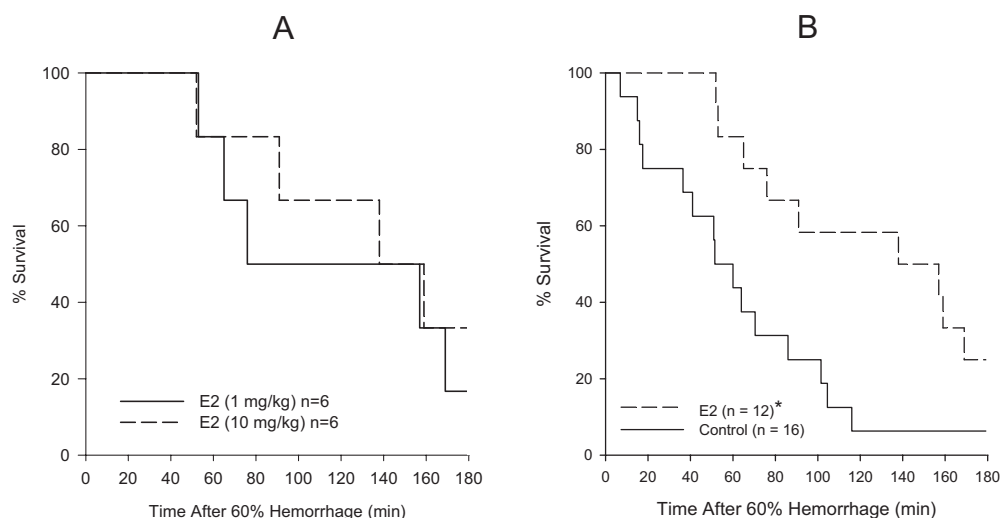 A
B
% Survival
100
80
60
40
20
0
E2 (1 mg/kg) n=6
E2 (10 mg/kg) n=6
0 20 40 60 80 100 120 140 160 180
Time After 60% Hemorrhage (min)
% Survival
100
80
60
40
20
0
E2 (n = 12)*
Control (n = 16)
0 20 40 60 80 100 120 140 160 180
Time After 60% Hemorrhage (min)